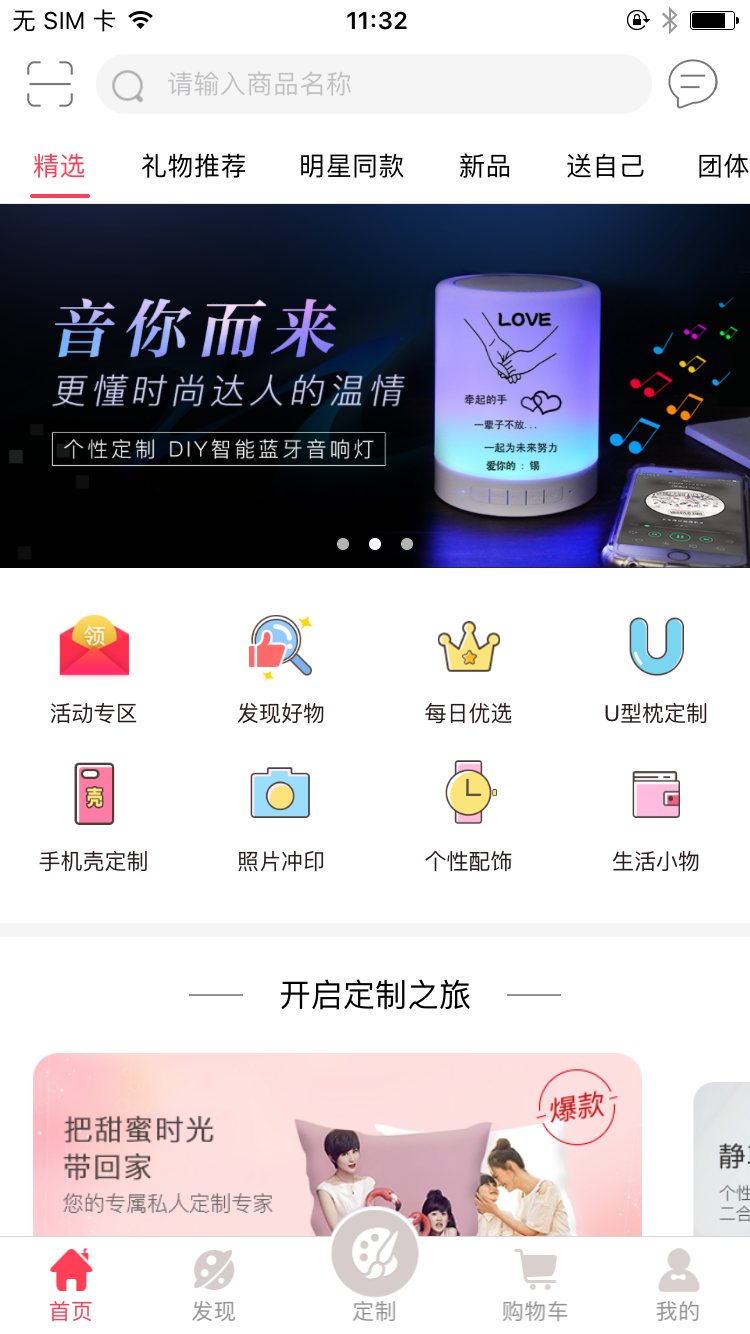 无 SIM 卡
11:32
请输入商品名称
精选
礼物推荐
明星同款
新品
送自己
团体
音你而来
更懂时尚达人的温情
个性定制 DIY智能蓝牙音响灯
LOVE
牵起的手
一辈子不放...
一起为未来努力
爱你的：锡
领
活动专区
发现好物
每日优选
U型枕定制
壳
手机壳定制
照片冲印
个性配饰
生活小物
开启定制之旅
把甜蜜时光
带回家
您的专属私人定制专家
爆款
静
个性
二合
首页
发现
定制
购物车
我的